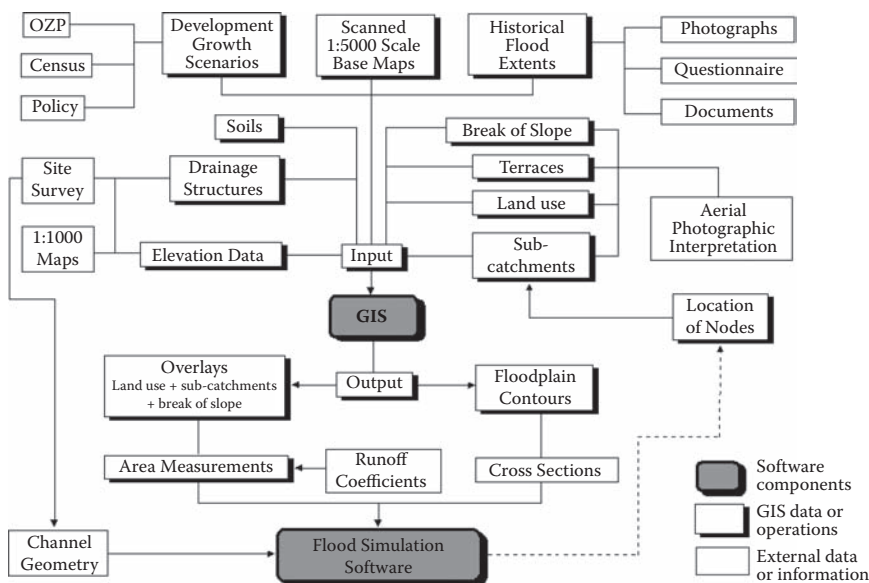 OZP
Census
Policy
Development
Growth
Scenarios
Scanned
1:5000 Scale
Base Maps
Historical
Flood
Extents
Photographs
Questionnaire
Documents
Soils
Break of Slope
Site
Survey
Drainage
Structures
Terraces
Land use
Aerial
Photographic
Interpretation
1:1000
Maps
Elevation Data
Input
Sub-
catchments
GIS
Location
of Nodes
Overlays
Land use + sub-catchments
+ break of slope
Output
Floodplain
Contours
Area Measurements
Runoff
Coefficients
Cross Sections
Software
components
GIS data or
operations
External data
or information
Channel
Geometry
Flood Simulation
Software